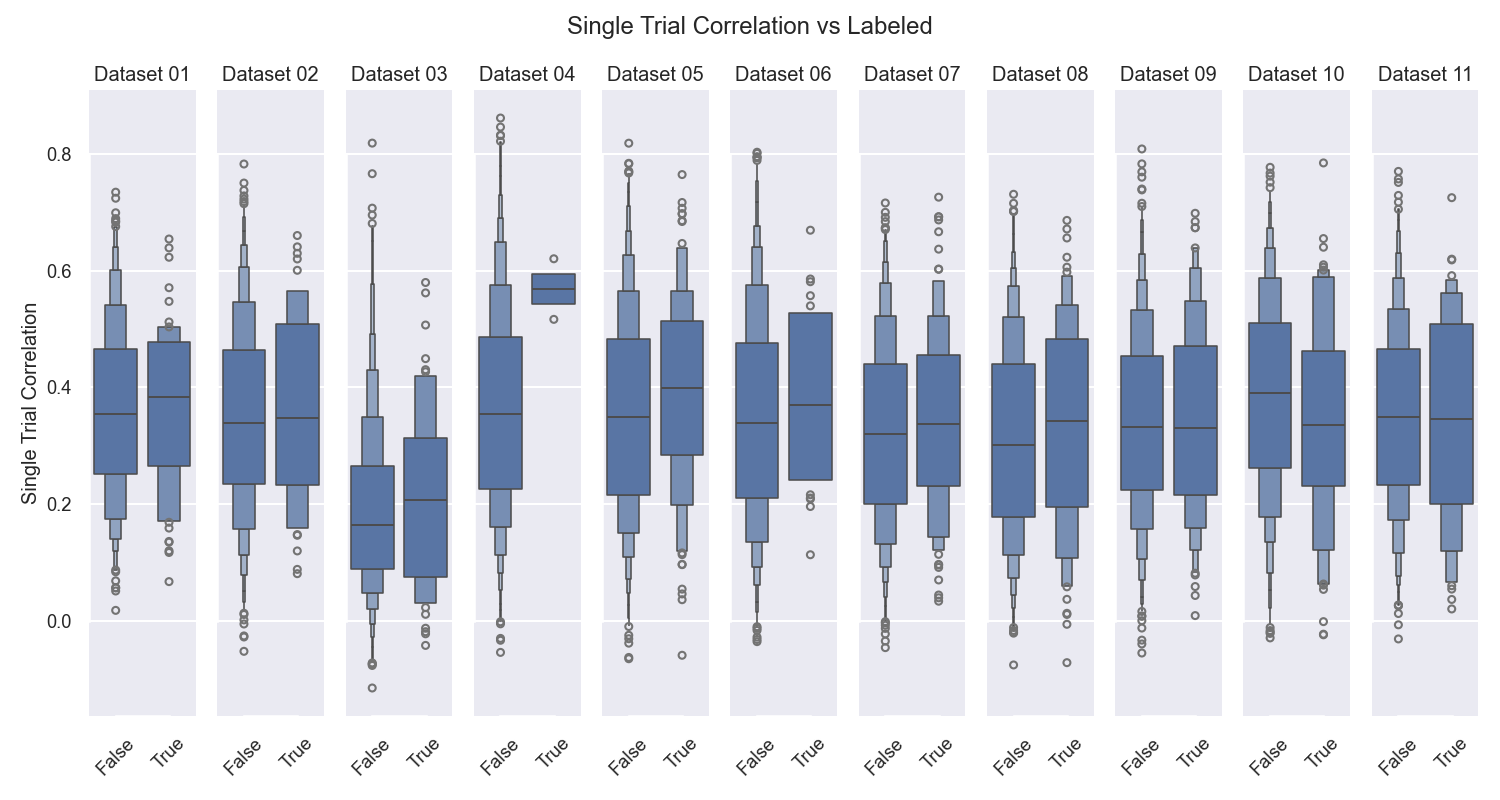 Single Trial Correlation vs Labeled
Dataset 01 Dataset 02 Dataset 03 Dataset 04 Dataset 05 Dataset 06 Dataset 07 Dataset 08 Dataset 09 Dataset 10 Dataset 11
Single Trial Correlation
0.8
0.6
0.4
0.2
0.0
False True False True False True False True False True False True False True False True False True False True False True